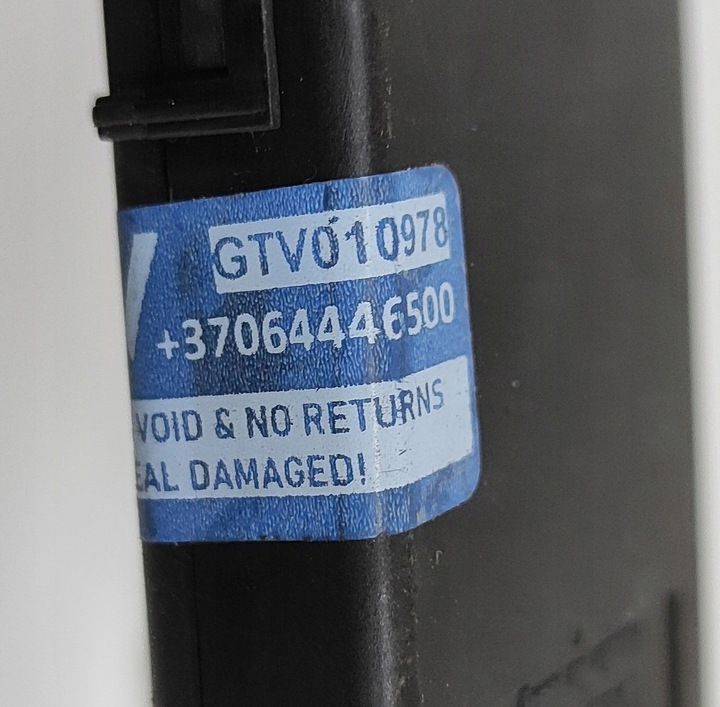 GTV010978
+37064446500
VOID & NO RETURNS
EAL DAMAGED!